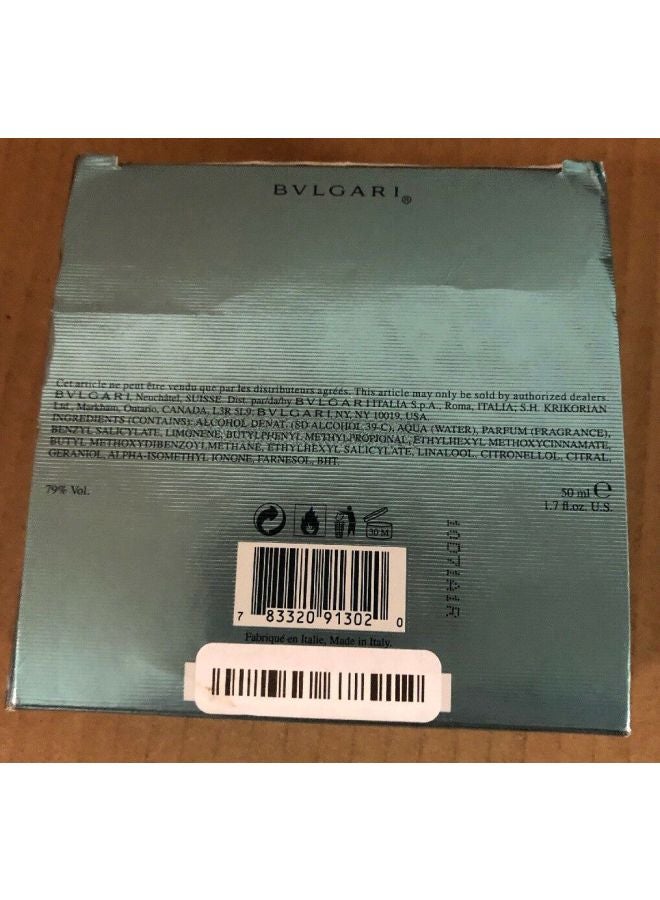 BVLGARI®
Cet article ne peut être vendu que par les distributeurs agréés. This article may only be sold by authorized dealers.
BVLGARI, Neuchâtel, SUISSE. Dist. par/da/by BVLGARI ITALIA S.p.A., Roma, ITALIA; S.H. KRIKORIAN
Ltd., Markham, Ontario, CANADA, L3R 5L9; BVLGARI, NY, NY 10019, USA.
INGREDIENTS (CONTAINS): ALCOHOL DENAT. (SD ALCOHOL 39-C), AQUA (WATER), PARFUM (FRAGRANCE),
BENZYL SALICYLATE, LIMONENE, BUTYLPHENYL METHYLPROPIONAL, ETHYLHEXYL METHOXYCINNAMATE,
BUTYL METHOXYDIBENZOYLMETHANE, ETHYLHEXYL SALICYLATE, LINALOOL, CITRONELLOL, CITRAL,
GERANIOL, ALPHA-ISOMETHYL IONONE, FARNESOL, BHT.
79% Vol.
50 ml e
1.7 fl.oz. U.S.
30 M
7 83320 91302 0
Fabriqué en Italie, Made in Italy.